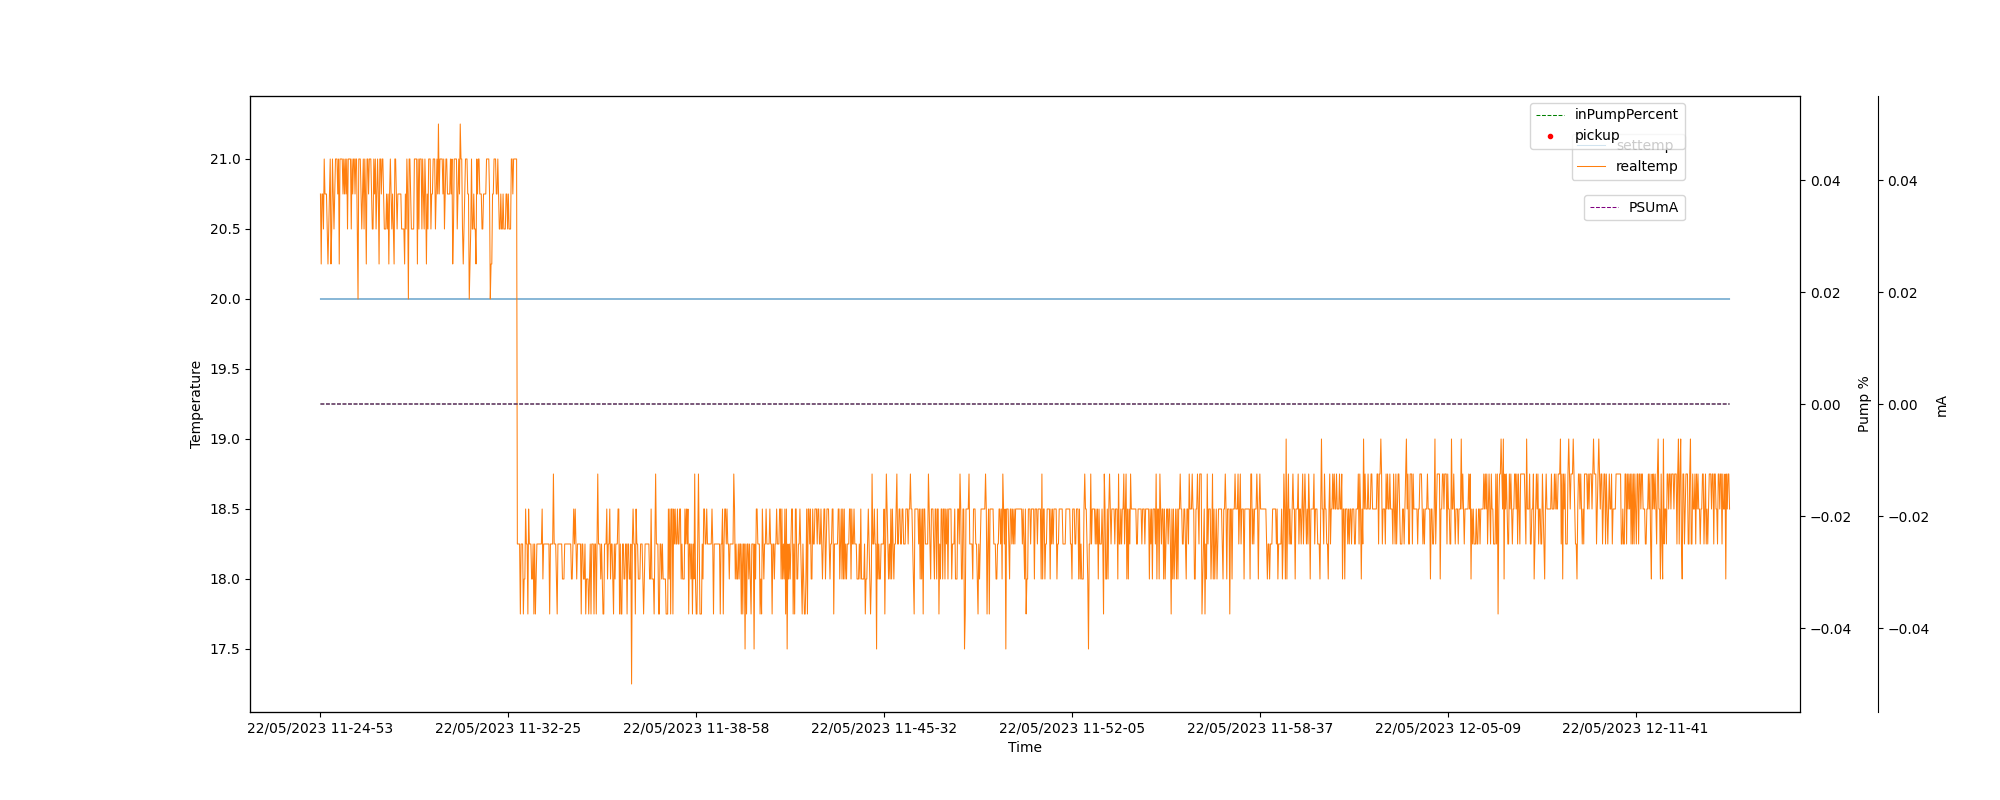 inPumpPercent
pickup
settemp
realtemp
PSUmA
21.0
20.5
20.0
19.5
19.0
18.5
18.0
17.5
Temperature
0.04
0.02
0.00
−0.02
−0.04
Pump %
0.04
0.02
0.00
−0.02
−0.04
mA
22/05/2023 11-24-53
22/05/2023 11-32-25
22/05/2023 11-38-58
22/05/2023 11-45-32
22/05/2023 11-52-05
22/05/2023 11-58-37
22/05/2023 12-05-09
22/05/2023 12-11-41
Time